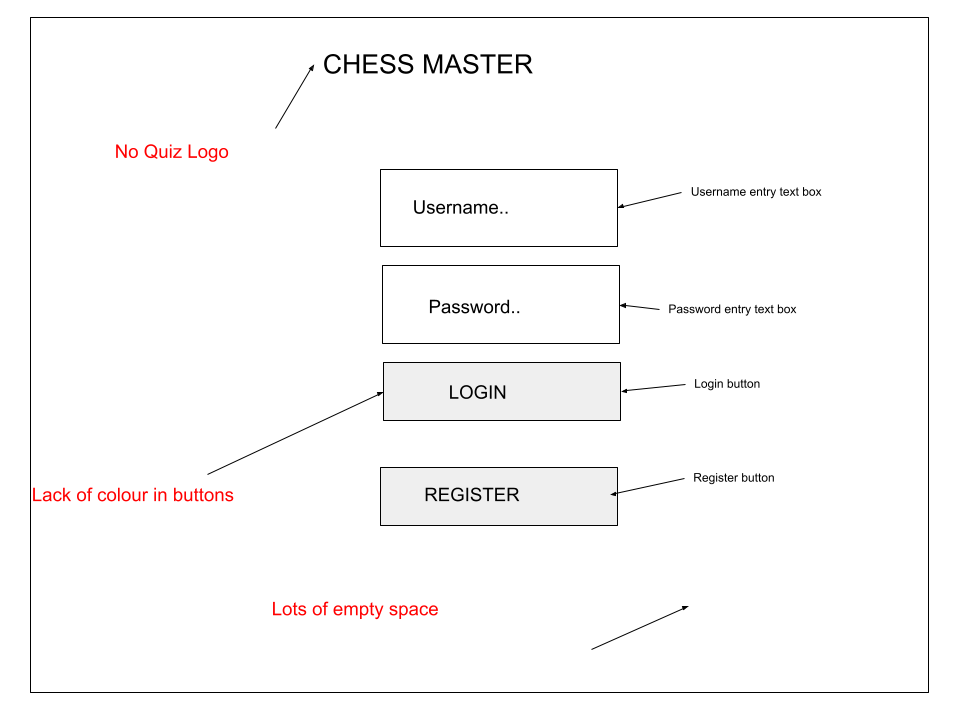 CHESS MASTER
No Quiz Logo
Username..
Username entry text box
Password..
Password entry text box
LOGIN
Login button
Lack of colour in buttons
REGISTER
Register button
Lots of empty space